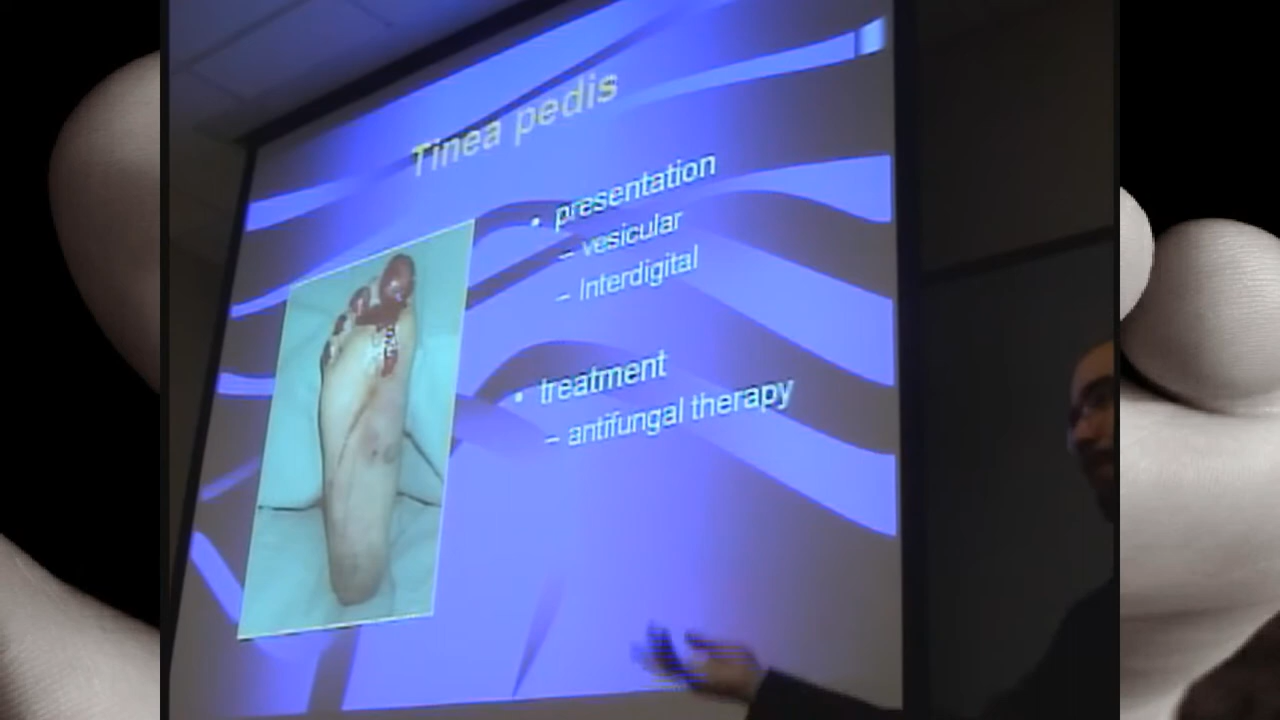 Tinea pedis
• presentation
– vesicular
– Interdigital
• treatment
– antifungal therapy